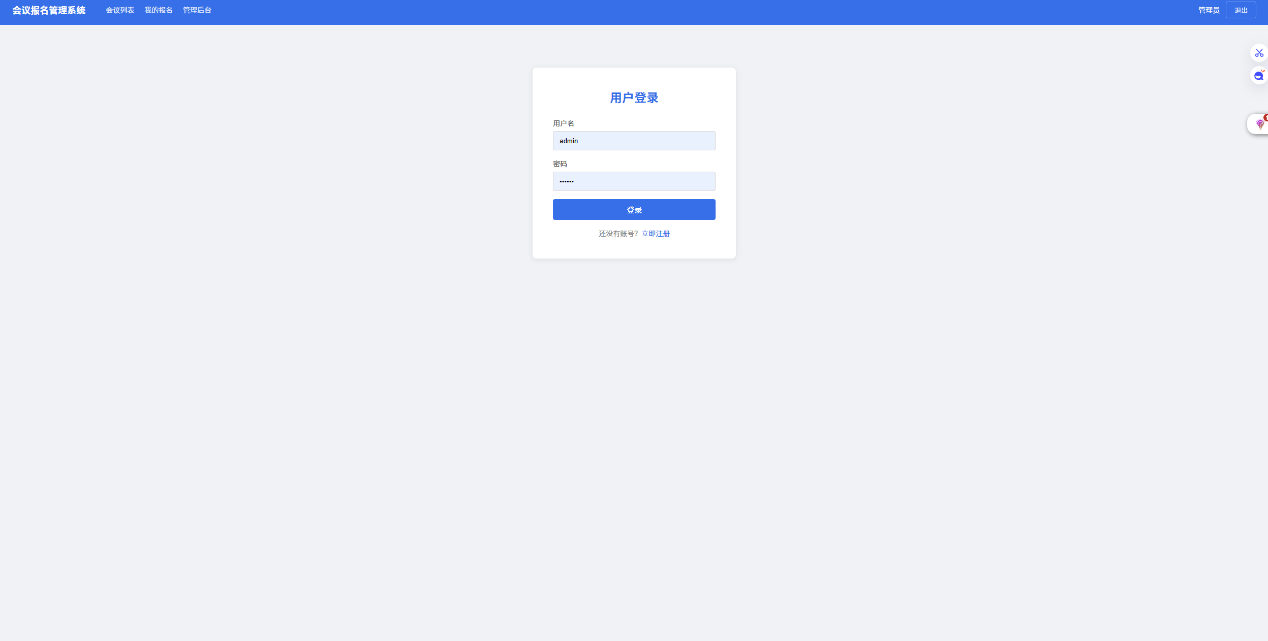 会议报名管理系统 会议列表 我的报名 管理后台 管理员 退出
用户登录
用户名
admin
密码
••••••
登录
还没有账号？立即注册